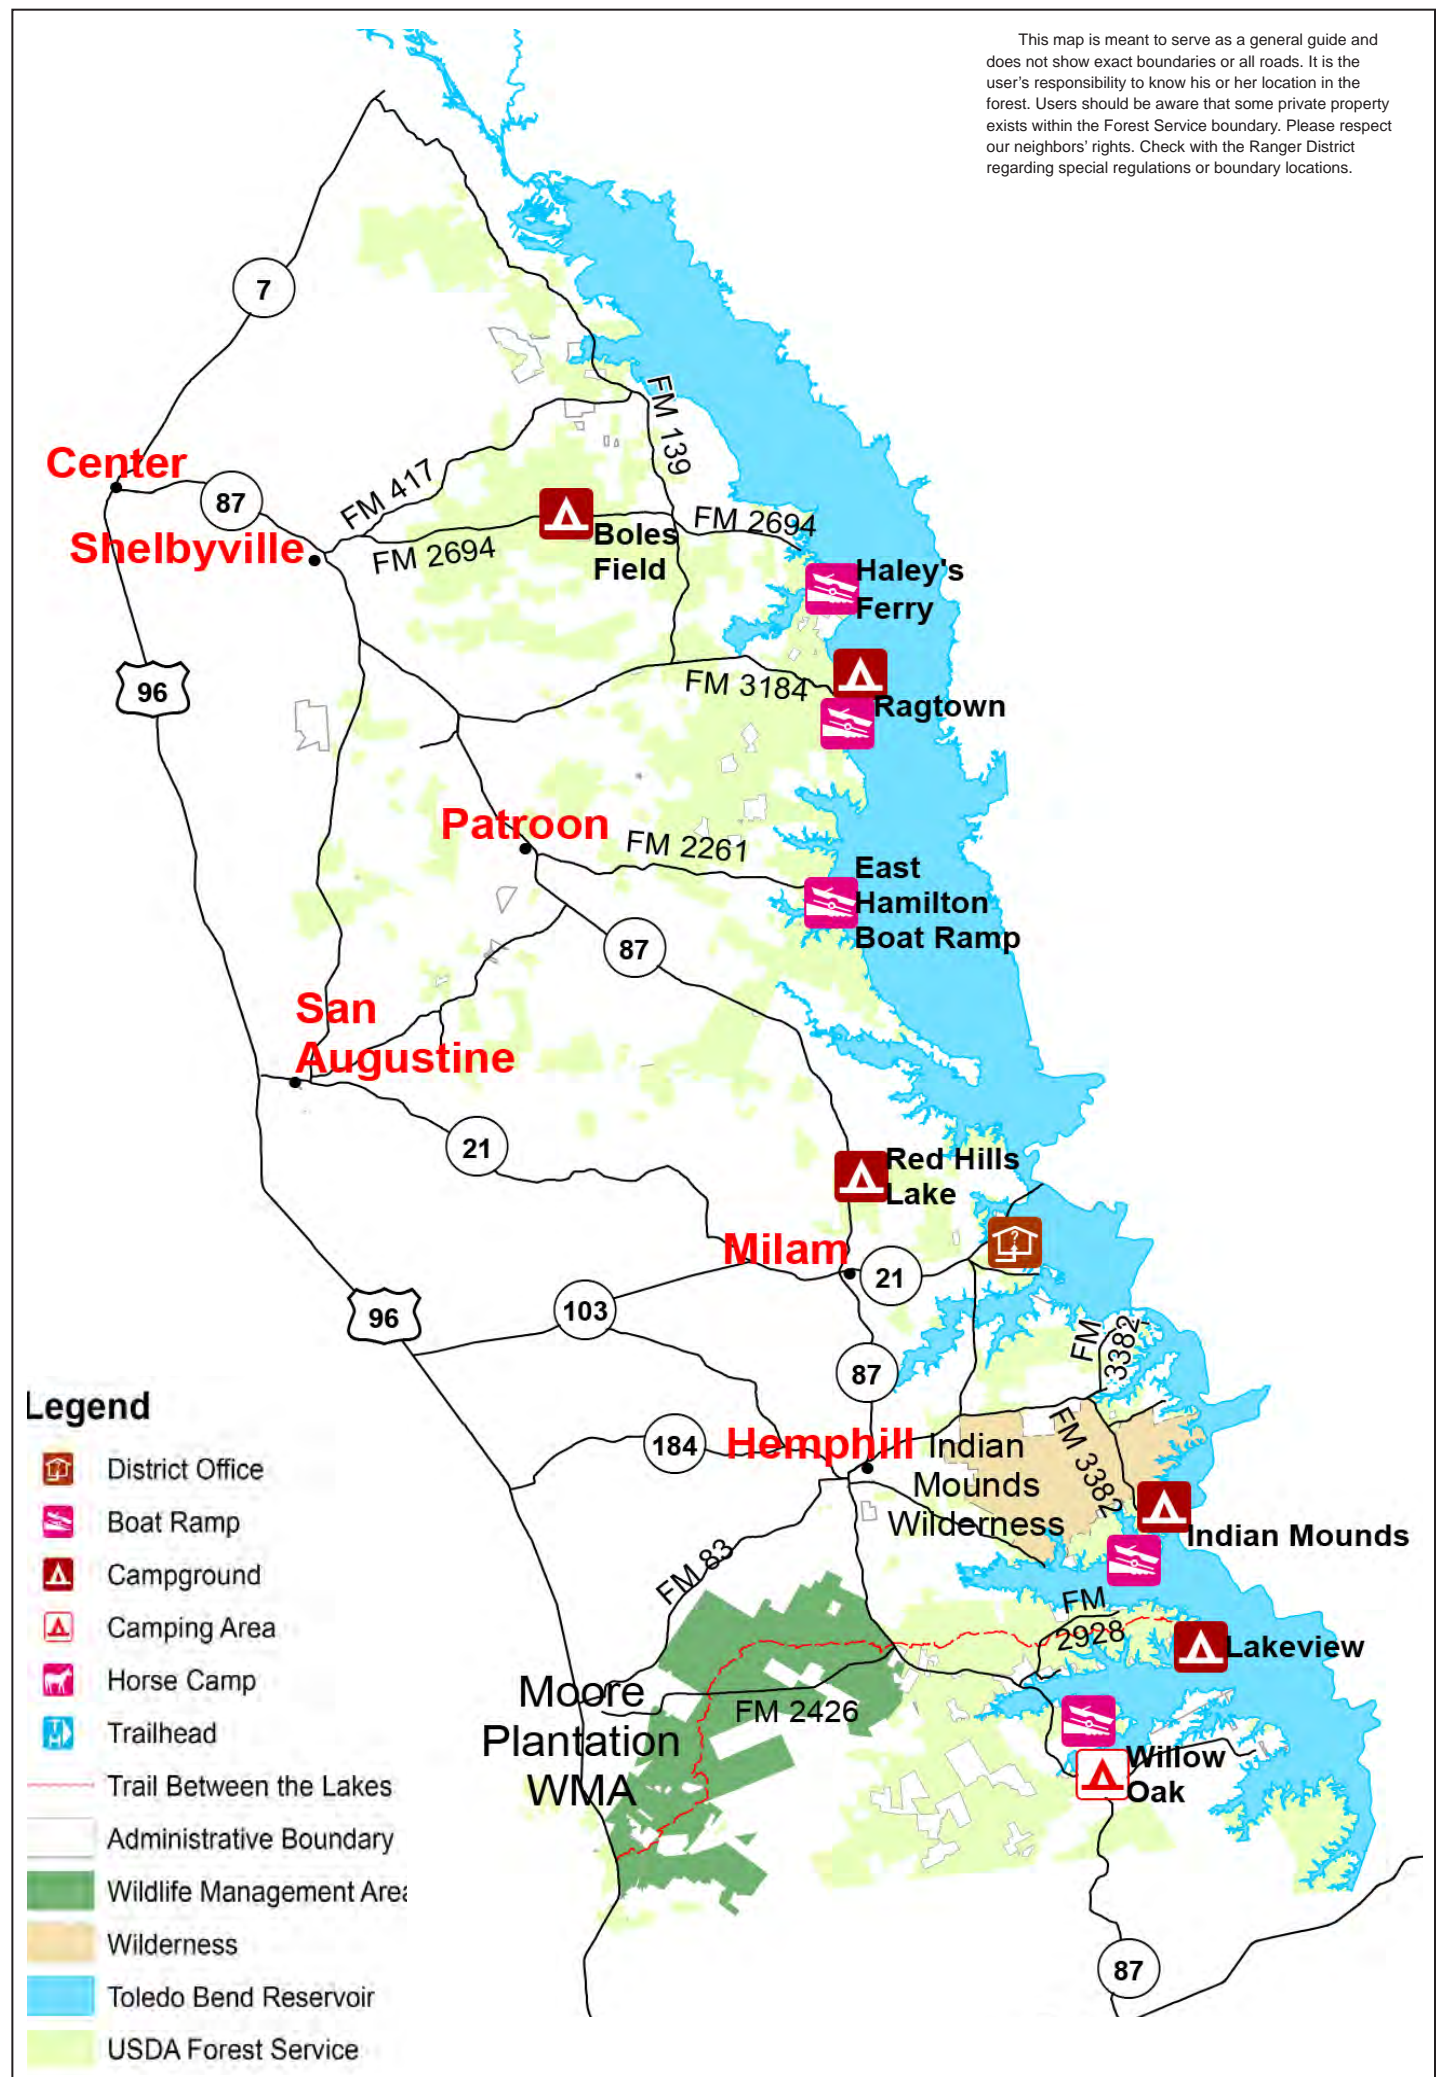 This map is meant to serve as a general guide and
does not show exact boundaries or all roads. It is the
user's responsibility to know his or her location in the
forest. Users should be aware that some private property
exists within the Forest Service boundary. Please respect
our neighbors' rights. Check with the Ranger District
regarding special regulations or boundary locations.
7
FM 139
Center
87
FM 417
Shelbyville
FM 2694
Boles
Field
FM 2694
Haley's
Ferry
96
FM 3184
Ragtown
Patroon
FM 2261
East
Hamilton
Boat Ramp
87
San
Augustine
21
Red Hills
Lake
Milam
21
103
96
FM
3382
87
184
Hemphill
Indian
Mounds
Wilderness
FM 3382
Indian Mounds
FM 83
FM
2928
Lakeview
Moore
Plantation
WMA
FM 2426
Willow
Oak
87
Legend
?
District Office
Boat Ramp
Campground
Camping Area
Horse Camp
Trailhead
Trail Between the Lakes
Administrative Boundary
Wildlife Management Area
Wilderness
Toledo Bend Reservoir
USDA Forest Service